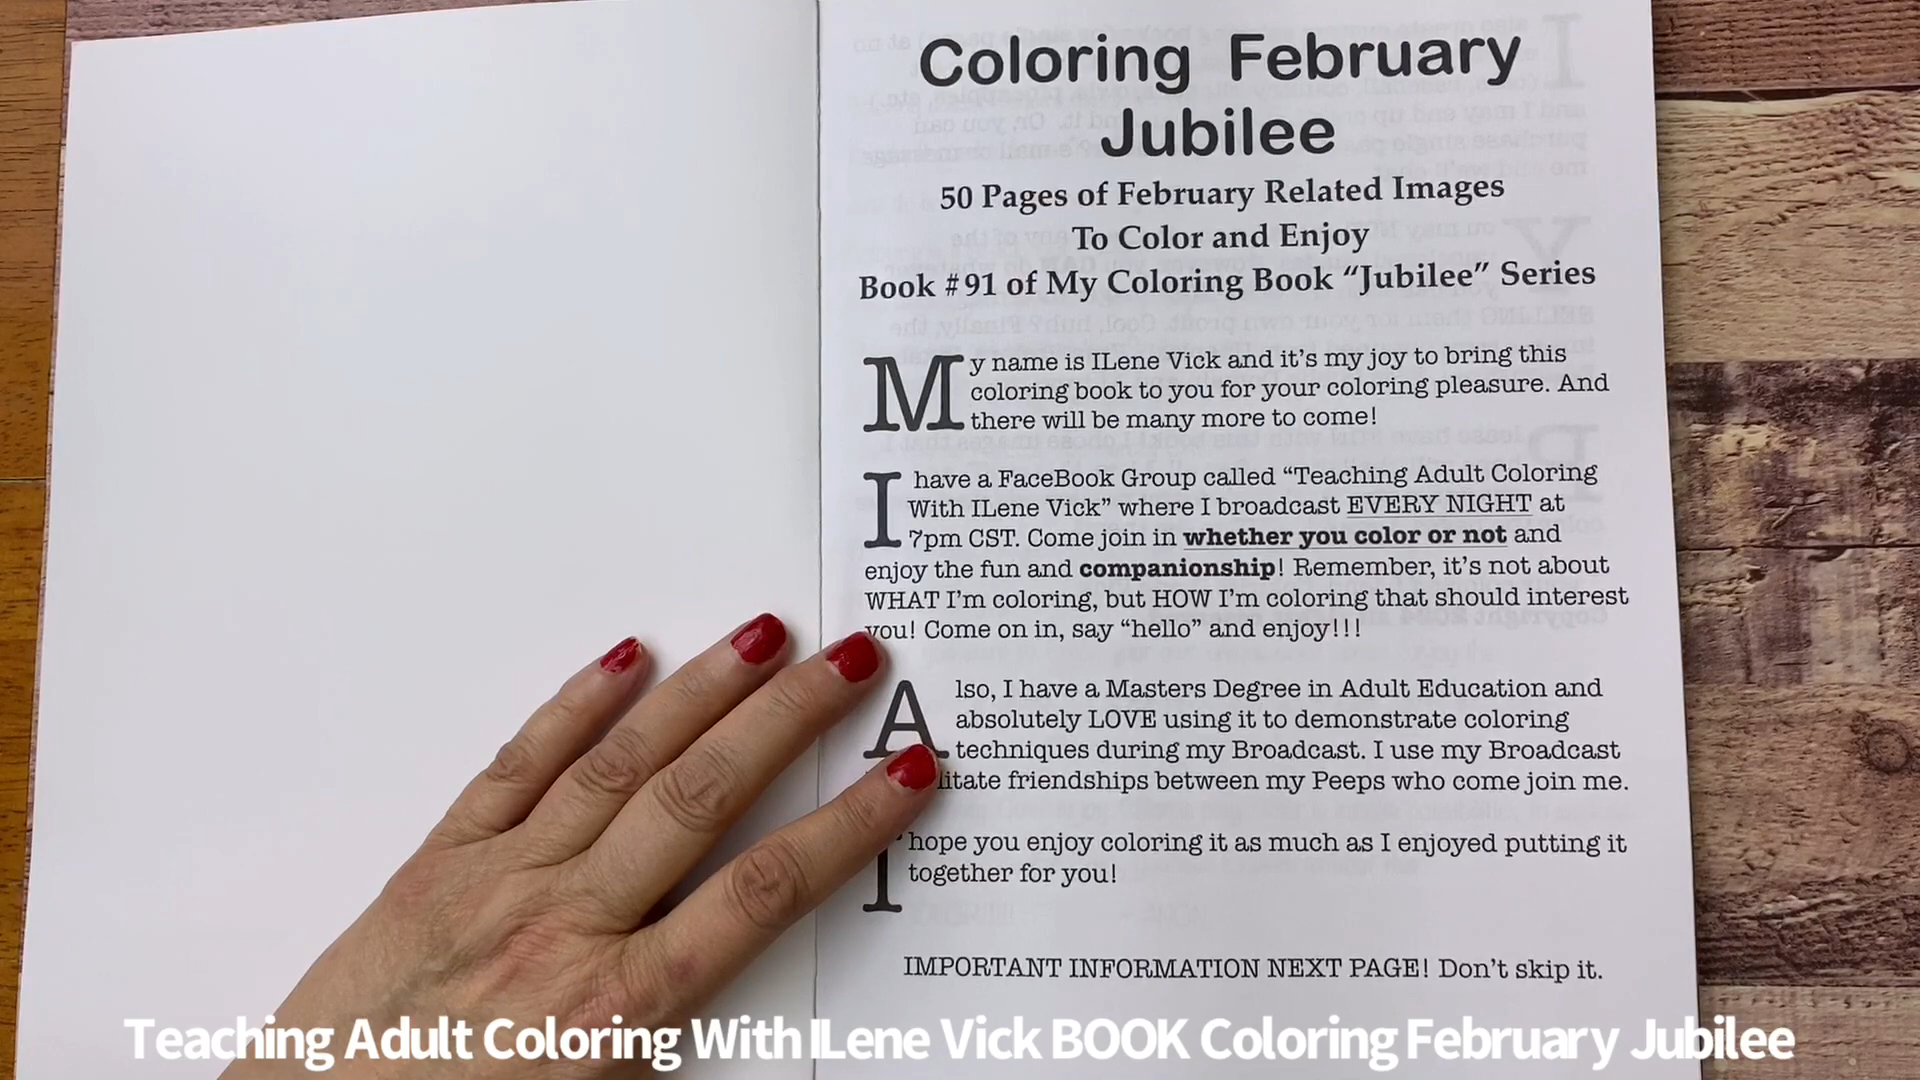 Coloring February
Jubilee
50 Pages of February Related Images
To Color and Enjoy
Book #91 of My Coloring Book “Jubilee” Series
My name is ILene Vick and it’s my joy to bring this
coloring book to you for your coloring pleasure. And
there will be many more to come!
I have a FaceBook Group called “Teaching Adult Coloring
With ILene Vick” where I broadcast EVERY NIGHT at
7pm CST. Come join in whether you color or not and
enjoy the fun and companionship! Remember, it’s not about
WHAT I’m coloring, but HOW I’m coloring that should interest
you! Come on in, say “hello” and enjoy!!!
Also, I have a Masters Degree in Adult Education and
absolutely LOVE using it to demonstrate coloring
techniques during my Broadcast. I use my Broadcast
friendships between my Peeps who come join me.
I hope you enjoy coloring it as much as I enjoyed putting it
together for you!
IMPORTANT INFORMATION NEXT PAGE! Don’t skip it.
Teaching Adult Coloring With ILene Vick BOOK Coloring February Jubilee